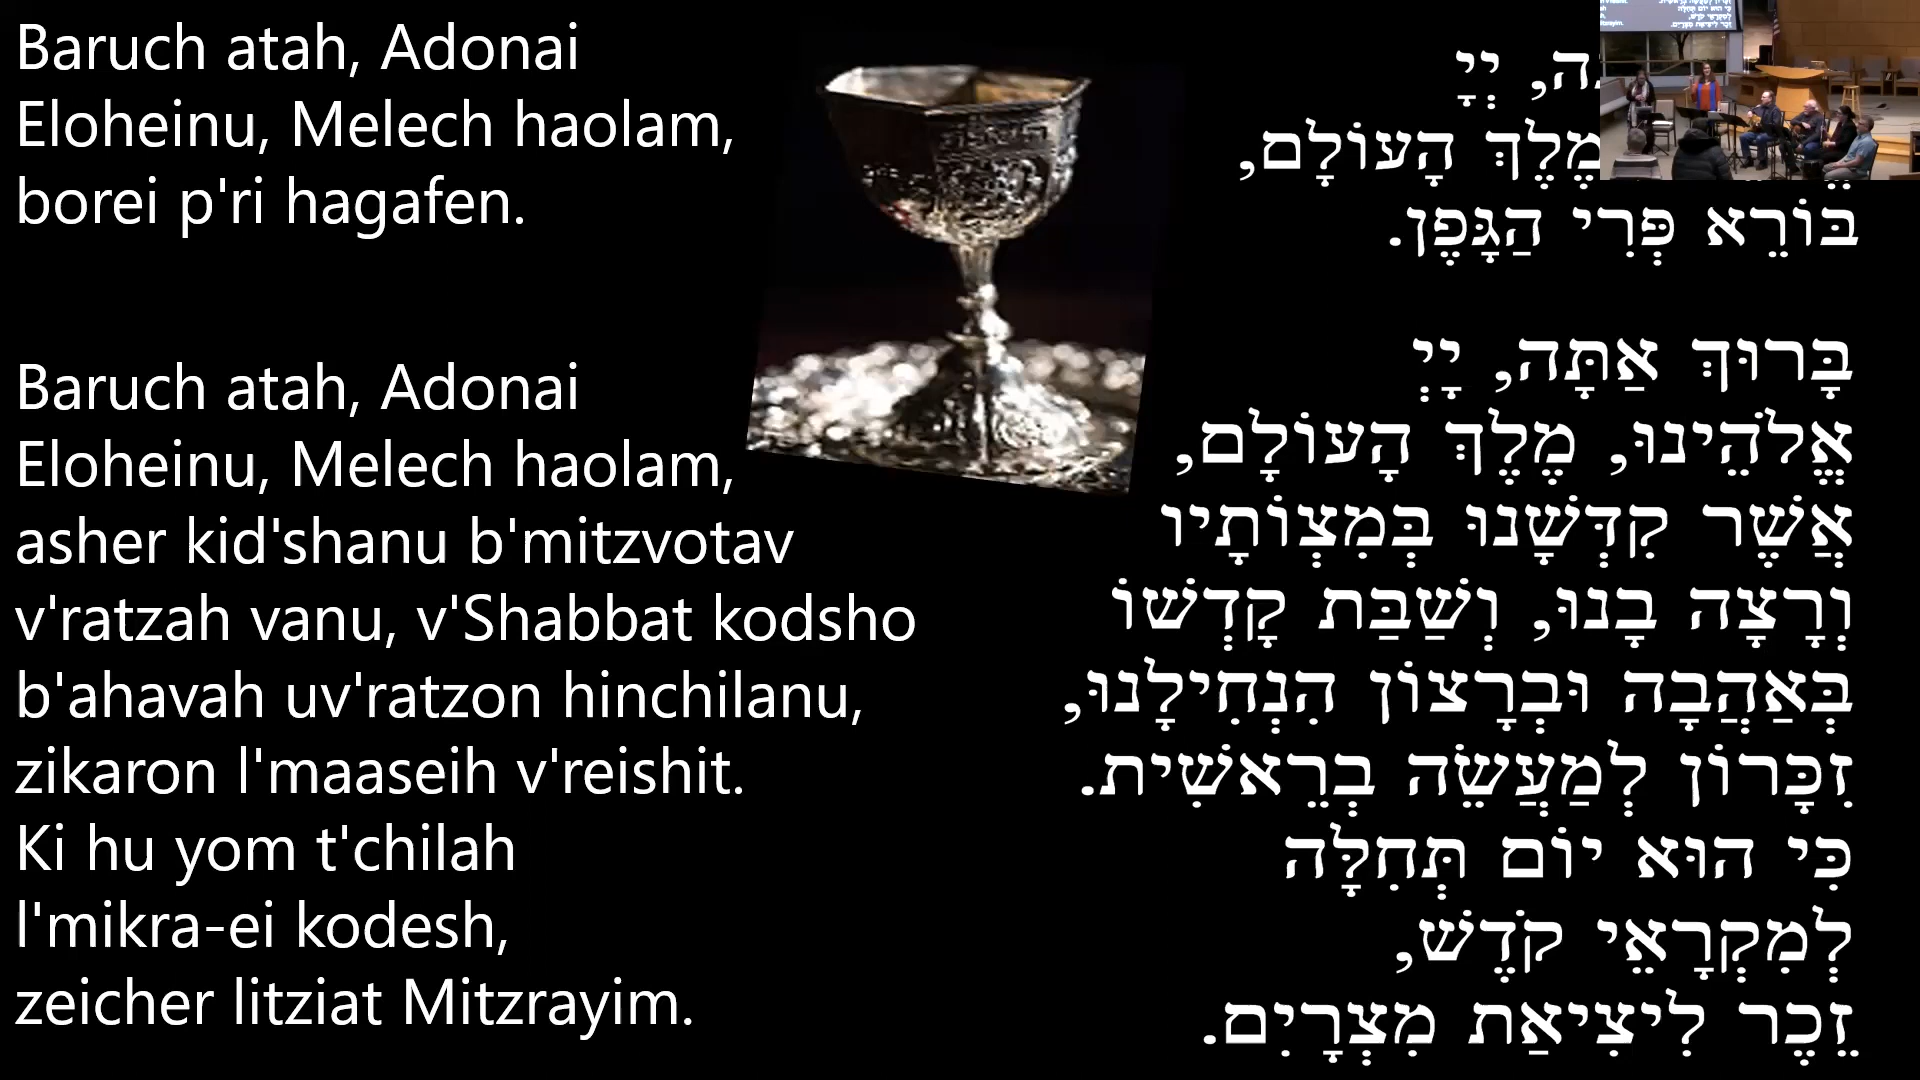 Baruch atah, Adonai
Eloheinu, Melech haolam,
borei p'ri hagafen.
Baruch atah, Adonai
Eloheinu, Melech haolam,
asher kid'shanu b'mitzvotav
v'ratzah vanu, v'Shabbat kodsho
b'ahavah uv'ratzon hinchilanu,
zikaron l'maaseih v'reishit.
Ki hu yom t'chilah
l'mikra-ei kodesh,
zeicher litziat Mitzrayim.
יְיָ
מֶלֶךְ הָעוֹלָם,
בּוֹרֵא פְּרִי הַגָּפֶן.
בָּרוּךְ אַתָּה, יְיָ
אֱלֹהֵינוּ, מֶלֶךְ הָעוֹלָם,
אֲשֶׁר קִדְּשָׁנוּ בְּמִצְוֹתָיו
וְרָצָה בָנוּ, וְשַׁבַּת קָדְשׁוֹ
בְּאַהֲבָה וּבְרָצוֹן הִנְחִילָנוּ,
זִכָּרוֹן לְמַעֲשֵׂה בְרֵאשִׁית.
כִּי הוּא יוֹם תְּחִלָּה
לְמִקְרָאֵי קֹדֶשׁ,
זֵכֶר לִיצִיאַת מִצְרָיִם.